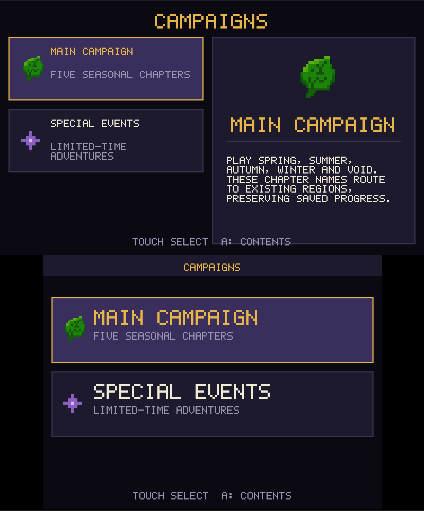 CAMPAIGNS
MAIN CAMPAIGN
FIVE SEASONAL CHAPTERS
SPECIAL EVENTS
LIMITED-TIME
ADVENTURES
MAIN CAMPAIGN
PLAY SPRING, SUMMER,
AUTUMN, WINTER AND VOID.
THESE CHAPTER NAMES ROUTE
TO EXISTING REGIONS,
PRESERVING SAVED PROGRESS.
TOUCH SELECT  A: CONTENTS
CAMPAIGNS
MAIN CAMPAIGN
FIVE SEASONAL CHAPTERS
SPECIAL EVENTS
LIMITED-TIME ADVENTURES
TOUCH SELECT  A: CONTENTS